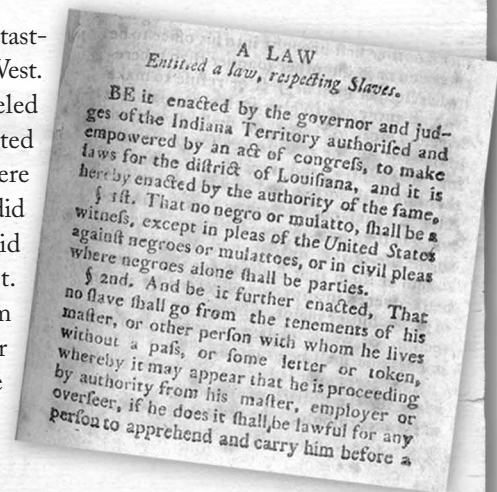 tast-
West.
eled
ted
ere
did
id
t.
m
r
e
A LAW
Entitled a law, reſpecting Slaves.
BE it enacted by the governor and jud-
ges of the Indiana Territory authoriſed and
empowered by an act of congreſs, to make
laws for the diſtrict of Louiſiana, and it is
hereby enacted by the authority of the ſame,
§ 1ſt. That no negro or mulatto, ſhall be a
witneſs, except in pleas of the United States
againſt negroes or mulattoes, or in civil pleas
where negroes alone ſhall be parties.
§ 2nd. And be it further enacted, That
no ſlave ſhall go from the tenements of his
maſter, or other perſon with whom he lives
without a paſs, or ſome letter or token,
whereby it may appear that he is proceeding
by authority from his maſter, employer or
overſeer, if he does it ſhall,be lawful for any
perſon to apprehend and carry him before a